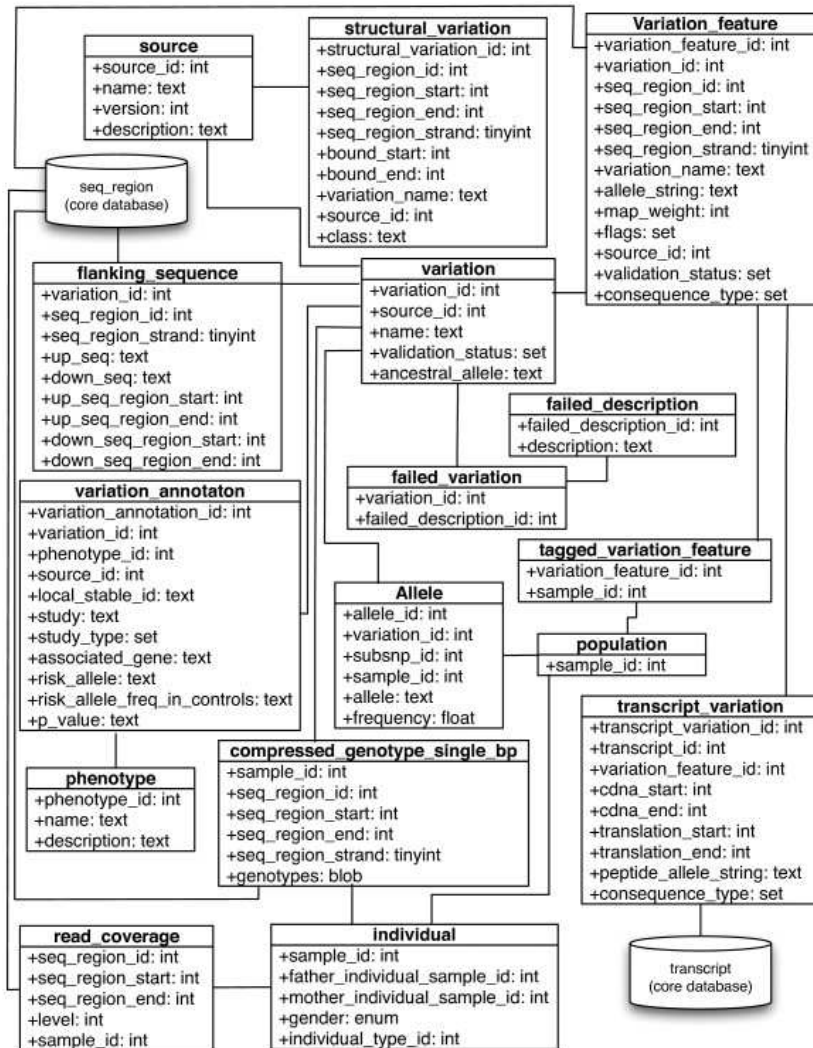 source
+source_id: int
+name: text
+version: int
+description: text
structural_variation
+structural_variation_id: int
+seq_region_id: int
+seq_region_start: int
+seq_region_end: int
+seq_region_strand: tinyint
+bound_start: int
+bound_end: int
+variation_name: text
+source_id: int
+class: text
Variation_feature
+variation_feature_id: int
+variation_id: int
+seq_region_id: int
+seq_region_start: int
+seq_region_end: int
+seq_region_strand: tinyint
+variation_name: text
+allele_string: text
+map_weight: int
+flags: set
+source_id: int
+validation_status: set
+consequence_type: set
seq_region
(core database)
flanking_sequence
+variation_id: int
+seq_region_id: int
+seq_region_strand: tinyint
+up_seq: text
+down_seq: text
+up_seq_region_start: int
+up_seq_region_end: int
+down_seq_region_start: int
+down_seq_region_end: int
variation
+variation_id: int
+source_id: int
+name: text
+validation_status: set
+ancestral_allele: text
failed_description
+failed_description_id: int
+description: text
failed_variation
+variation_id: int
+failed_description_id: int
variation_annotaton
+variation_annotation_id: int
+variation_id: int
+phenotype_id: int
+source_id: int
+local_stable_id: text
+study: text
+study_type: set
+associated_gene: text
+risk_allele: text
+risk_allele_freq_in_controls: text
+p_value: text
tagged_variation_feature
+variation_feature_id: int
+sample_id: int
Allele
+allele_id: int
+variation_id: int
+subsnp_id: int
+sample_id: int
+allele: text
+frequency: float
population
+sample_id: int
transcript_variation
+transcript_variation_id: int
+transcript_id: int
+variation_feature_id: int
+cdna_start: int
+cdna_end: int
+translation_start: int
+translation_end: int
+peptide_allele_string: text
+consequence_type: set
compressed_genotype_single_bp
+sample_id: int
+seq_region_id: int
+seq_region_start: int
+seq_region_end: int
+seq_region_strand: tinyint
+genotypes: blob
phenotype
+phenotype_id: int
+name: text
+description: text
read_coverage
+seq_region_id: int
+seq_region_start: int
+seq_region_end: int
+level: int
+sample_id: int
individual
+sample_id: int
+father_individual_sample_id: int
+mother_individual_sample_id: int
+gender: enum
+individual_type_id: int
transcript
(core database)